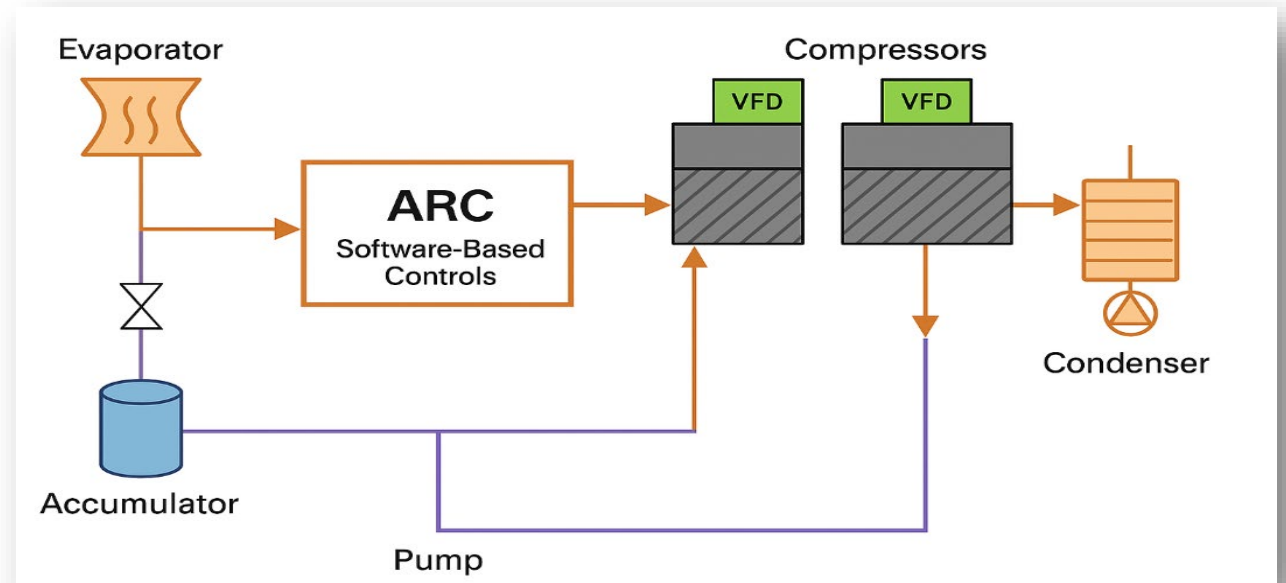 Evaporator
Compressors
VFD
VFD
ARC
Software-Based
Controls
Condenser
Accumulator
Pump